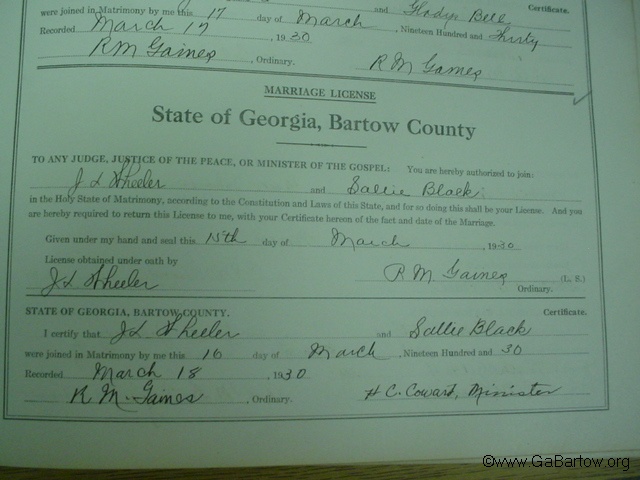 and Gladys Bell Certificate.
were joined in Matrimony by me this 17 day of March, Nineteen Hundred and Thirty
Recorded March 17, 1930
R M Gaines, Ordinary. R M Gaines
MARRIAGE LICENSE
State of Georgia, Bartow County
TO ANY JUDGE, JUSTICE OF THE PEACE, OR MINISTER OF THE GOSPEL: You are hereby authorized to join:
J L Wheeler and Sallie Black
in the Holy State of Matrimony, according to the Constitution and Laws of this State, and for so doing this shall be your License. And you
are hereby required to return this License to me, with your Certificate hereon of the fact and date of the Marriage.
Given under my hand and seal this 15th day of March, 1930
License obtained under oath by
J L Wheeler R M Gaines (L. S.)
Ordinary.
STATE OF GEORGIA, BARTOW COUNTY. Certificate.
I certify that J L Wheeler and Sallie Black
were joined in Matrimony by me this 16 day of March, Nineteen Hundred and 30
Recorded March 18, 1930
R M. Gaines, Ordinary. H C. Coward, Minister
©www.GaBartow.org